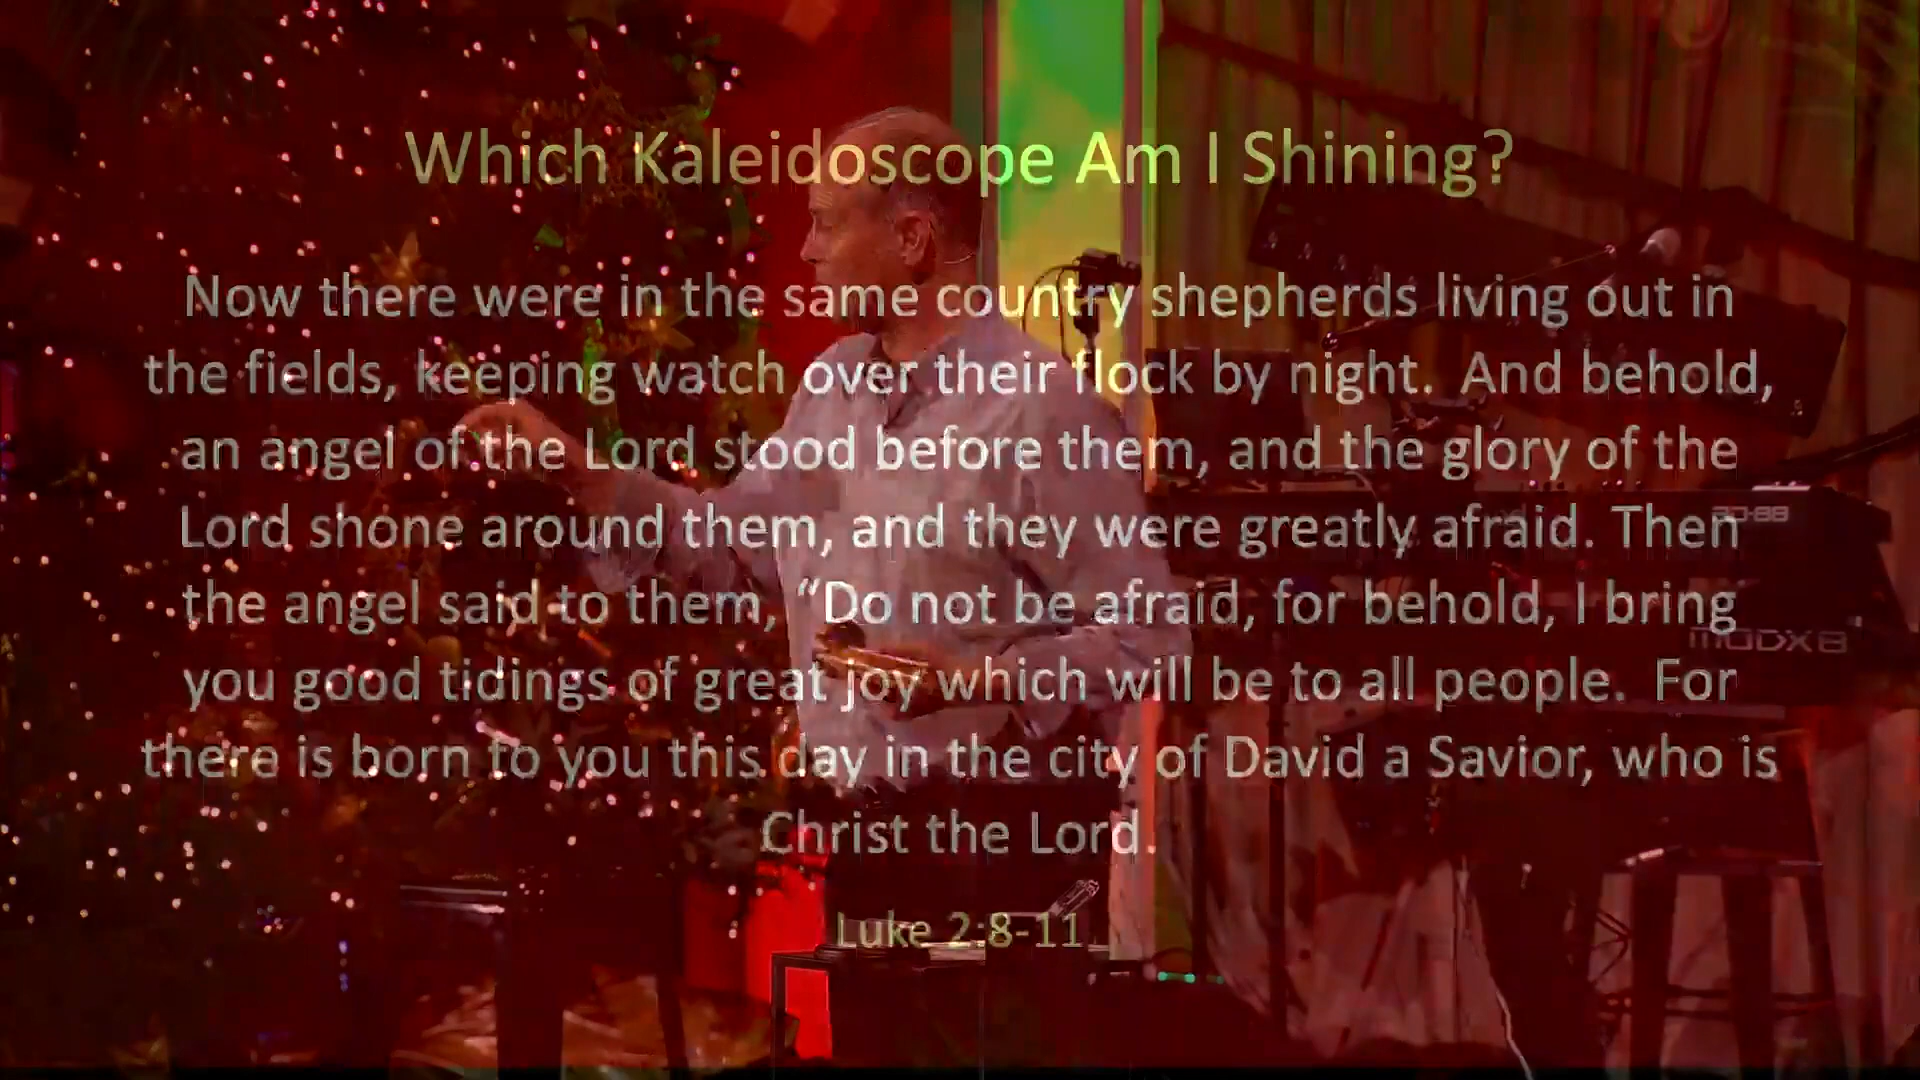 Which Kaleidoscope Am I Shining?
Now there were in the same country shepherds living out in
the fields, keeping watch over their flock by night.  And behold,
an angel of the Lord stood before them, and the glory of the
Lord shone around them, and they were greatly afraid. Then
the angel said to them, “Do not be afraid, for behold, I bring
you good tidings of great joy which will be to all people.  For
there is born to you this day in the city of David a Savior, who is
Christ the Lord.
Luke 2:8-11
MODX8